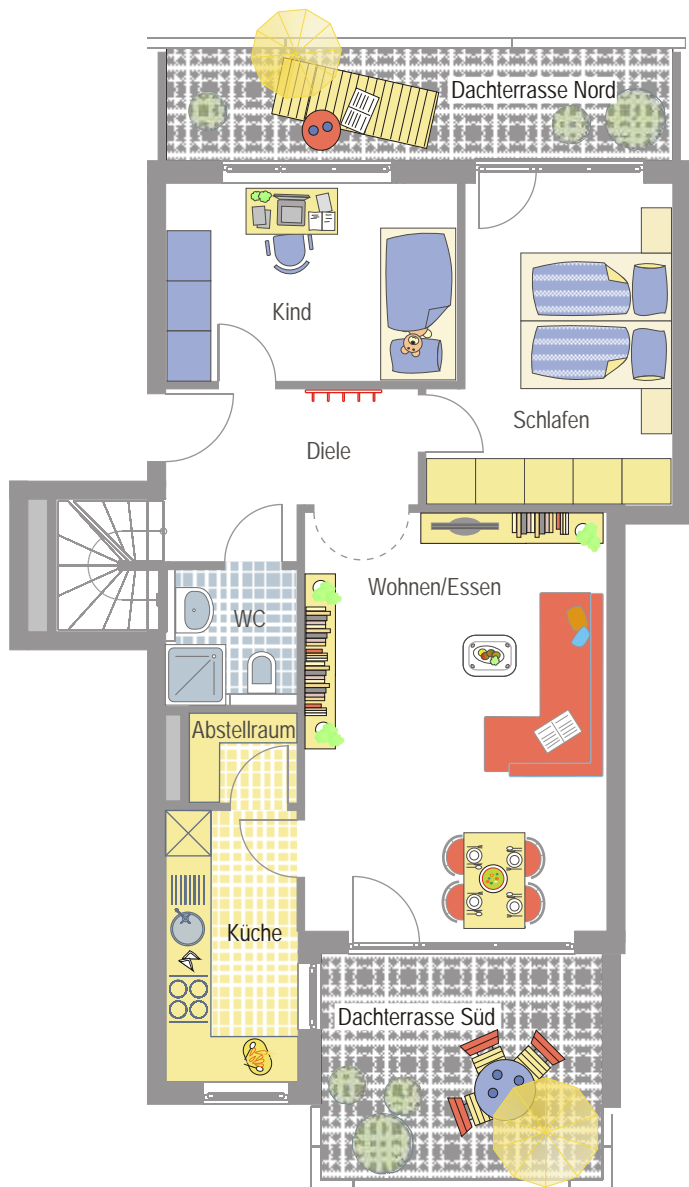 Dachterrasse Nord
Kind
Schlafen
Diele
Wohnen/Essen
WC
Abstellraum
Küche
Dachterrasse Süd